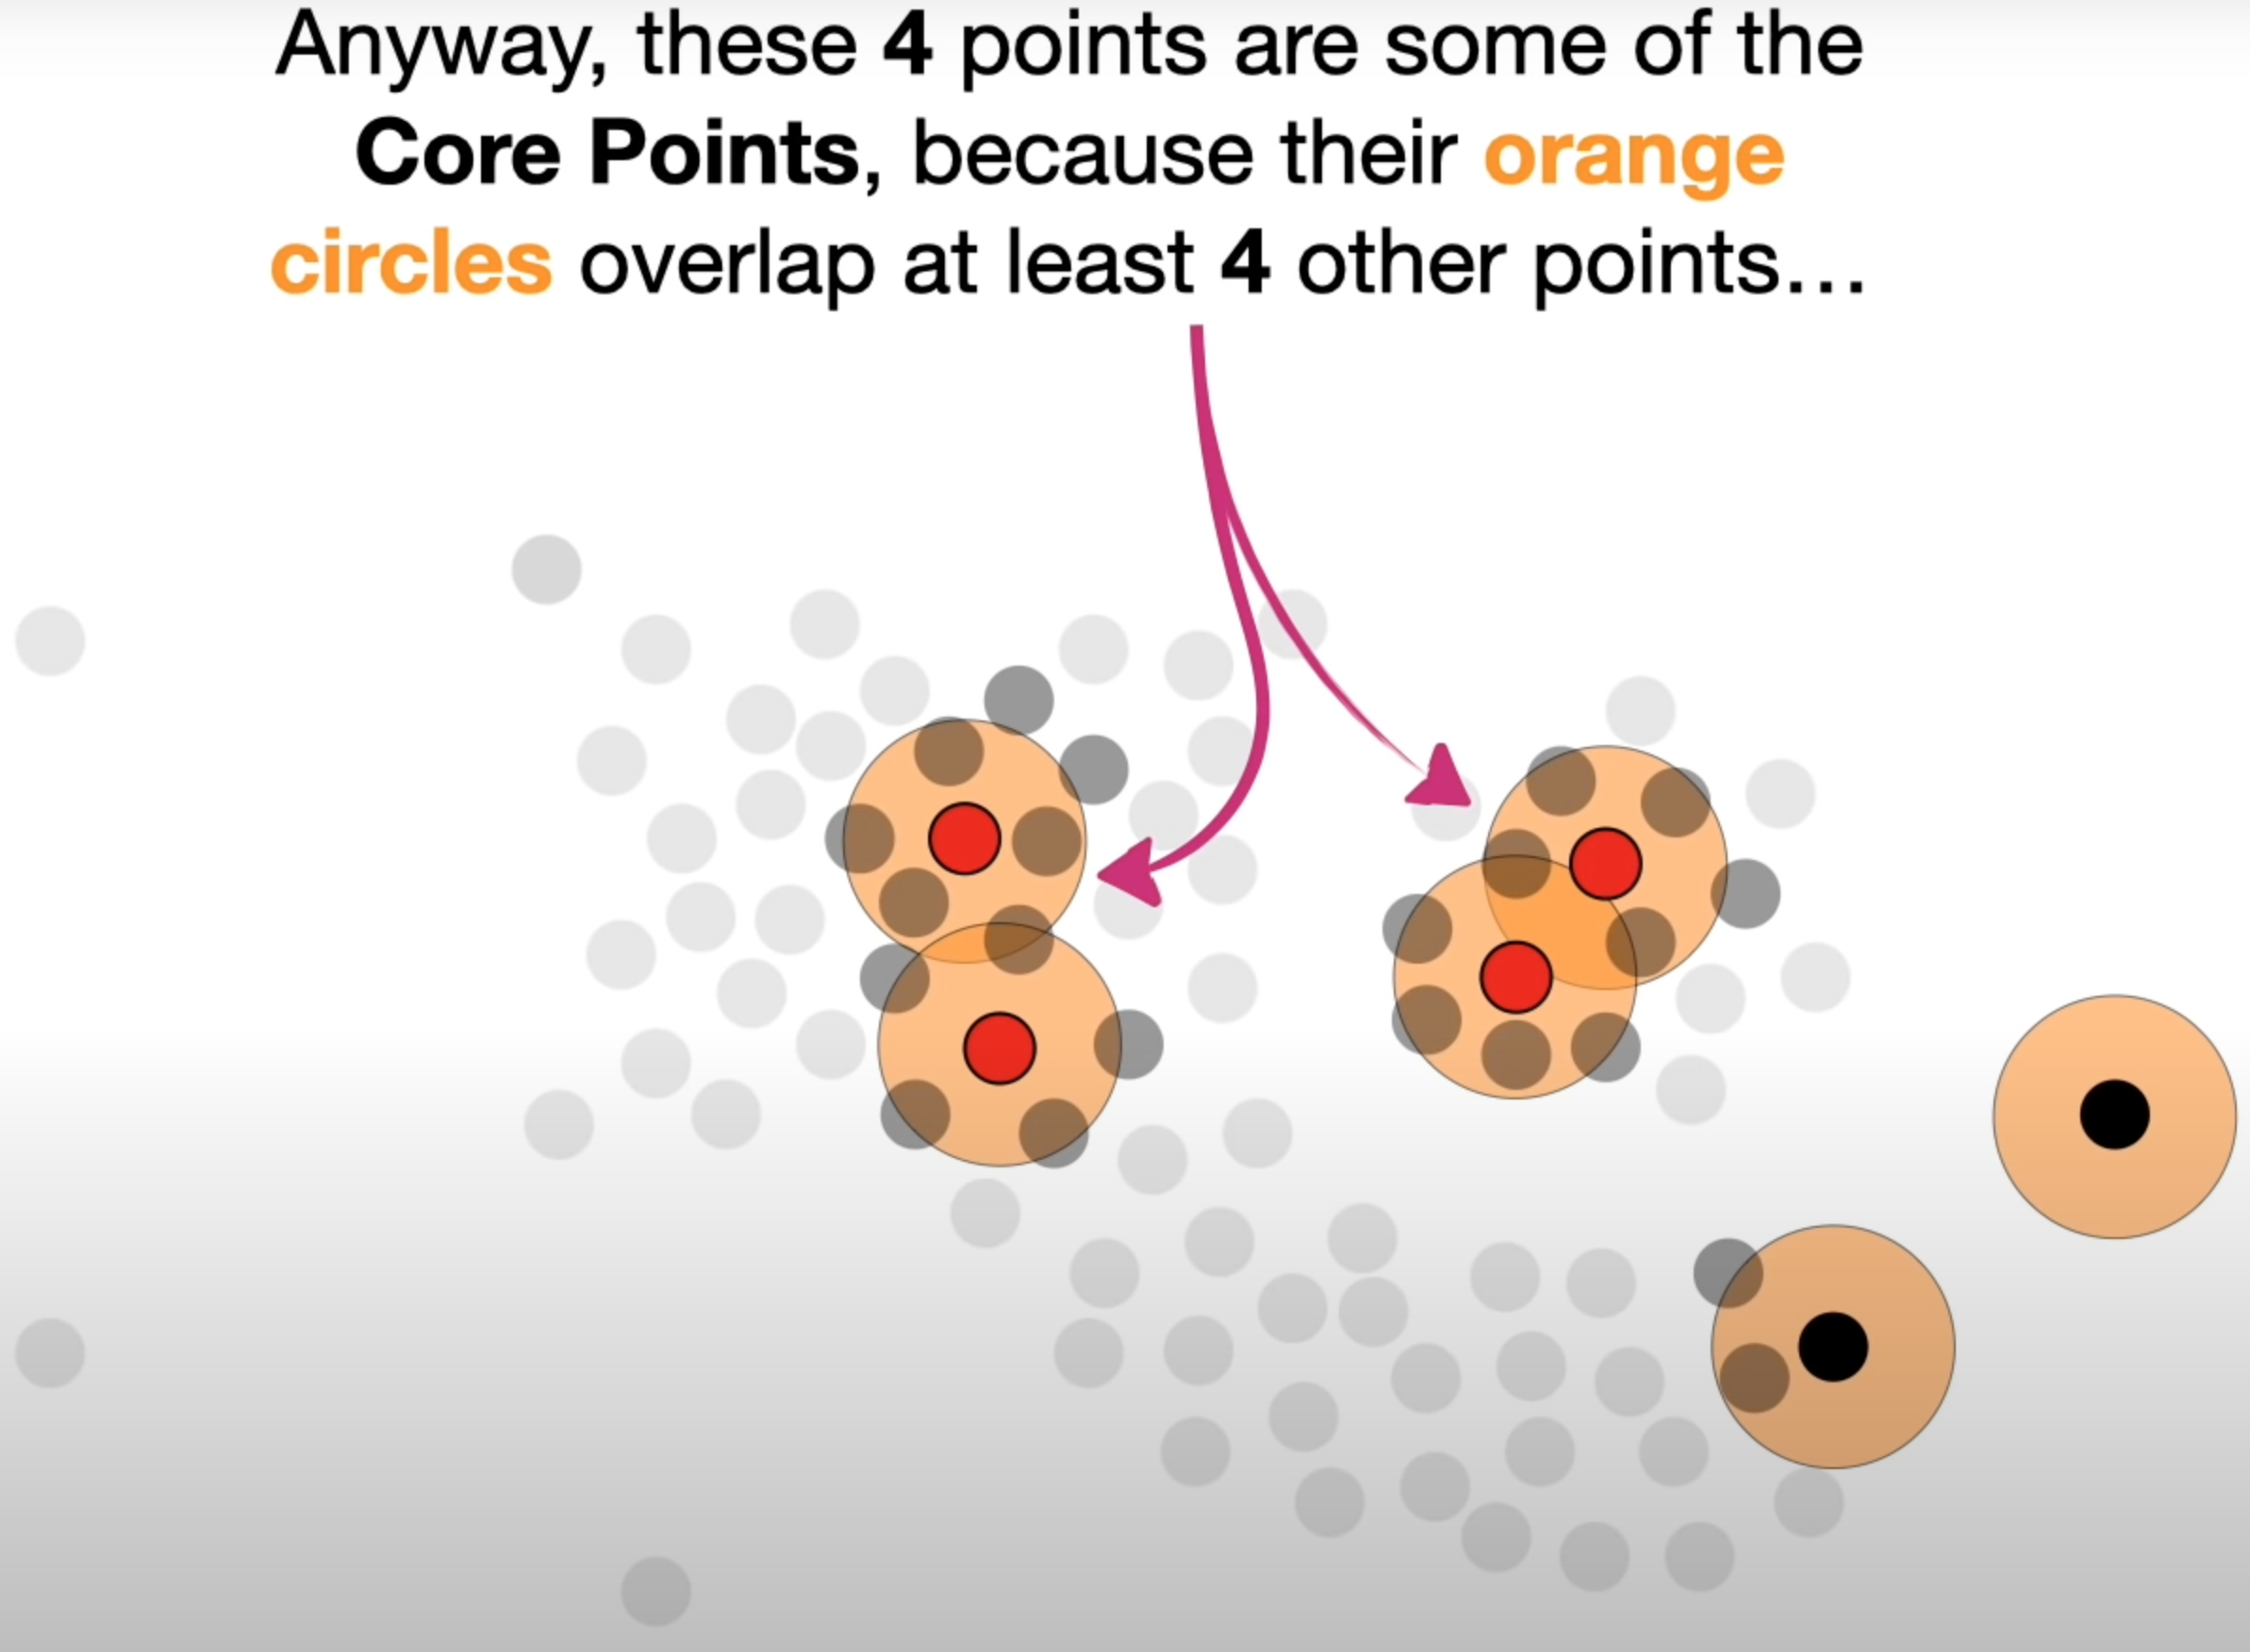 Anyway, these 4 points are some of the
Core Points, because their orange
circles overlap at least 4 other points…